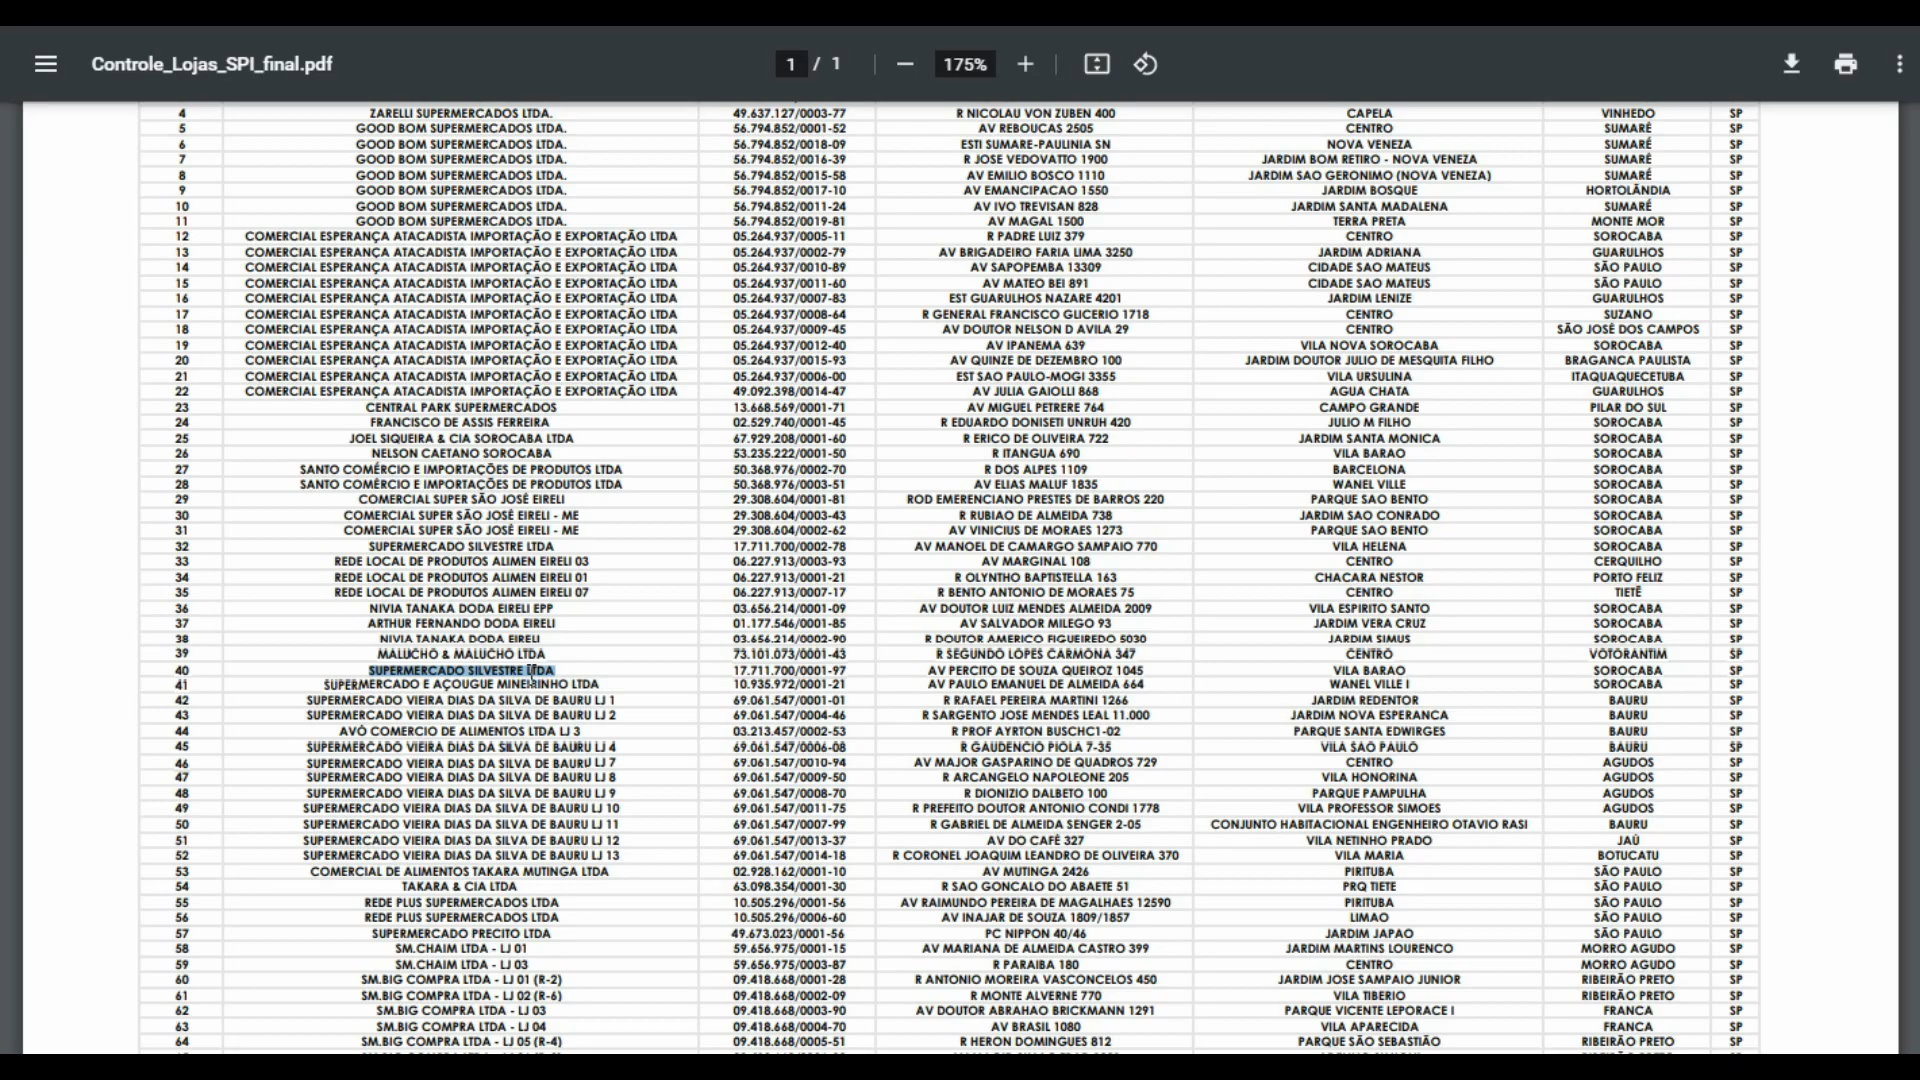 Controle_Lojas_SPI_final.pdf 1 / 1 175%
4 ZARELLI SUPERMERCADOS LTDA. 49.637.127/0003-77 R NICOLAU VON ZUBEN 400 CAPELA VINHEDO SP
5 GOOD BOM SUPERMERCADOS LTDA. 56.794.852/0001-52 AV REBOUCAS 2505 CENTRO SUMARÉ SP
6 GOOD BOM SUPERMERCADOS LTDA. 56.794.852/0018-09 ESTI SUMARE-PAULINIA SN NOVA VENEZA SUMARÉ SP
7 GOOD BOM SUPERMERCADOS LTDA. 56.794.852/0016-39 R JOSE VEDOVATTO 1900 JARDIM BOM RETIRO - NOVA VENEZA SUMARÉ SP
8 GOOD BOM SUPERMERCADOS LTDA. 56.794.852/0015-58 AV EMILIO BOSCO 1110 JARDIM SAO GERONIMO (NOVA VENEZA) SUMARÉ SP
9 GOOD BOM SUPERMERCADOS LTDA. 56.794.852/0017-10 AV EMANCIPACAO 1550 JARDIM BOSQUE HORTOLÂNDIA SP
10 GOOD BOM SUPERMERCADOS LTDA. 56.794.852/0011-24 AV IVO TREVISAN 828 JARDIM SANTA MADALENA SUMARÉ SP
11 GOOD BOM SUPERMERCADOS LTDA. 56.794.852/0019-81 AV MAGAL 1500 TERRA PRETA MONTE MOR SP
12 COMERCIAL ESPERANÇA ATACADISTA IMPORTAÇÃO E EXPORTAÇÃO LTDA 05.264.937/0005-11 R PADRE LUIZ 379 CENTRO SOROCABA SP
13 COMERCIAL ESPERANÇA ATACADISTA IMPORTAÇÃO E EXPORTAÇÃO LTDA 05.264.937/0002-79 AV BRIGADEIRO FARIA LIMA 3250 JARDIM ADRIANA GUARULHOS SP
14 COMERCIAL ESPERANÇA ATACADISTA IMPORTAÇÃO E EXPORTAÇÃO LTDA 05.264.937/0010-89 AV SAPOPEMBA 13309 CIDADE SAO MATEUS SÃO PAULO SP
15 COMERCIAL ESPERANÇA ATACADISTA IMPORTAÇÃO E EXPORTAÇÃO LTDA 05.264.937/0011-60 AV MATEO BEI 891 CIDADE SAO MATEUS SÃO PAULO SP
16 COMERCIAL ESPERANÇA ATACADISTA IMPORTAÇÃO E EXPORTAÇÃO LTDA 05.264.937/0007-83 EST GUARULHOS NAZARE 4201 JARDIM LENIZE GUARULHOS SP
17 COMERCIAL ESPERANÇA ATACADISTA IMPORTAÇÃO E EXPORTAÇÃO LTDA 05.264.937/0008-64 R GENERAL FRANCISCO GLICERIO 1718 CENTRO SUZANO SP
18 COMERCIAL ESPERANÇA ATACADISTA IMPORTAÇÃO E EXPORTAÇÃO LTDA 05.264.937/0009-45 AV DOUTOR NELSON D AVILA 29 CENTRO SÃO JOSÉ DOS CAMPOS SP
19 COMERCIAL ESPERANÇA ATACADISTA IMPORTAÇÃO E EXPORTAÇÃO LTDA 05.264.937/0012-40 AV IPANEMA 639 VILA NOVA SOROCABA SOROCABA SP
20 COMERCIAL ESPERANÇA ATACADISTA IMPORTAÇÃO E EXPORTAÇÃO LTDA 05.264.937/0015-93 AV QUINZE DE DEZEMBRO 100 JARDIM DOUTOR JULIO DE MESQUITA FILHO BRAGANCA PAULISTA SP
21 COMERCIAL ESPERANÇA ATACADISTA IMPORTAÇÃO E EXPORTAÇÃO LTDA 05.264.937/0006-00 EST SAO PAULO-MOGI 3355 VILA URSULINA ITAQUAQUECETUBA SP
22 COMERCIAL ESPERANÇA ATACADISTA IMPORTAÇÃO E EXPORTAÇÃO LTDA 49.092.398/0014-47 AV JULIA GAIOLLI 868 AGUA CHATA GUARULHOS SP
23 CENTRAL PARK SUPERMERCADOS 13.668.569/0001-71 AV MIGUEL PETRERE 764 CAMPO GRANDE PILAR DO SUL SP
24 FRANCISCO DE ASSIS FERREIRA 02.529.740/0001-45 R EDUARDO DONISETI UNRUH 420 JULIO M FILHO SOROCABA SP
25 JOEL SIQUEIRA & CIA SOROCABA LTDA 67.929.208/0001-60 R ERICO DE OLIVEIRA 722 JARDIM SANTA MONICA SOROCABA SP
26 NELSON CAETANO SOROCABA 53.235.222/0001-50 R ITANGUA 690 VILA BARAO SOROCABA SP
27 SANTO COMÉRCIO E IMPORTAÇÕES DE PRODUTOS LTDA 50.368.976/0002-70 R DOS ALPES 1109 BARCELONA SOROCABA SP
28 SANTO COMÉRCIO E IMPORTAÇÕES DE PRODUTOS LTDA 50.368.976/0003-51 AV ELIAS MALUF 1835 WANEL VILLE SOROCABA SP
29 COMERCIAL SUPER SÃO JOSÉ EIRELI 29.308.604/0001-81 ROD EMERENCIANO PRESTES DE BARROS 220 PARQUE SAO BENTO SOROCABA SP
30 COMERCIAL SUPER SÃO JOSÉ EIRELI - ME 29.308.604/0003-43 R RUBIAO DE ALMEIDA 738 JARDIM SAO CONRADO SOROCABA SP
31 COMERCIAL SUPER SÃO JOSÉ EIRELI - ME 29.308.604/0002-62 AV VINICIUS DE MORAES 1273 PARQUE SAO BENTO SOROCABA SP
32 SUPERMERCADO SILVESTRE LTDA 17.711.700/0002-78 AV MANOEL DE CAMARGO SAMPAIO 770 VILA HELENA SOROCABA SP
33 REDE LOCAL DE PRODUTOS ALIMEN EIRELI 03 06.227.913/0003-93 AV MARGINAL 108 CENTRO CERQUILHO SP
34 REDE LOCAL DE PRODUTOS ALIMEN EIRELI 01 06.227.913/0001-21 R OLYNTHO BAPTISTELLA 163 CHACARA NESTOR PORTO FELIZ SP
35 REDE LOCAL DE PRODUTOS ALIMEN EIRELI 07 06.227.913/0007-17 R BENTO ANTONIO DE MORAES 75 CENTRO TIETÊ SP
36 NIVIA TANAKA DODA EIRELI EPP 03.656.214/0001-09 AV DOUTOR LUIZ MENDES ALMEIDA 2009 VILA ESPIRITO SANTO SOROCABA SP
37 ARTHUR FERNANDO DODA EIRELI 01.177.546/0001-85 AV SALVADOR MILEGO 93 JARDIM VERA CRUZ SOROCABA SP
38 NIVIA TANAKA DODA EIRELI 03.656.214/0002-90 R DOUTOR AMERICO FIGUEIREDO 5030 JARDIM SIMUS SOROCABA SP
39 MALUCHO & MALUCHO LTDA 73.101.073/0001-43 R SEGUNDO LOPES CARMONA 347 CENTRO VOTORANTIM SP
40 SUPERMERCADO SILVESTRE LTDA 17.711.700/0001-97 AV PERCITO DE SOUZA QUEIROZ 1045 VILA BARAO SOROCABA SP
41 SUPERMERCADO E AÇOUGUE MINEIRINHO LTDA 10.935.972/0001-21 AV PAULO EMANUEL DE ALMEIDA 664 WANEL VILLE I SOROCABA SP
42 SUPERMERCADO VIEIRA DIAS DA SILVA DE BAURU LJ 1 69.061.547/0001-01 R RAFAEL PEREIRA MARTINI 1266 JARDIM REDENTOR BAURU SP
43 SUPERMERCADO VIEIRA DIAS DA SILVA DE BAURU LJ 2 69.061.547/0004-46 R SARGENTO JOSE MENDES LEAL 11.000 JARDIM NOVA ESPERANCA BAURU SP
44 AVÔ COMERCIO DE ALIMENTOS LTDA LJ 3 03.213.457/0002-53 R PROF AYRTON BUSCHC1-02 PARQUE SANTA EDWIRGES BAURU SP
45 SUPERMERCADO VIEIRA DIAS DA SILVA DE BAURU LJ 4 69.061.547/0006-08 R GAUDENCIO PIOLA 7-35 VILA SAO PAULO BAURU SP
46 SUPERMERCADO VIEIRA DIAS DA SILVA DE BAURU LJ 7 69.061.547/0010-94 AV MAJOR GASPARINO DE QUADROS 729 CENTRO AGUDOS SP
47 SUPERMERCADO VIEIRA DIAS DA SILVA DE BAURU LJ 8 69.061.547/0009-50 R ARCANGELO NAPOLEONE 205 VILA HONORINA AGUDOS SP
48 SUPERMERCADO VIEIRA DIAS DA SILVA DE BAURU LJ 9 69.061.547/0008-70 R DIONIZIO DALBETO 100 PARQUE PAMPULHA AGUDOS SP
49 SUPERMERCADO VIEIRA DIAS DA SILVA DE BAURU LJ 10 69.061.547/0011-75 R PREFEITO DOUTOR ANTONIO CONDI 1778 VILA PROFESSOR SIMOES AGUDOS SP
50 SUPERMERCADO VIEIRA DIAS DA SILVA DE BAURU LJ 11 69.061.547/0007-99 R GABRIEL DE ALMEIDA SENGER 2-05 CONJUNTO HABITACIONAL ENGENHEIRO OTAVIO RASI BAURU SP
51 SUPERMERCADO VIEIRA DIAS DA SILVA DE BAURU LJ 12 69.061.547/0013-37 AV DO CAFÉ 327 VILA NETINHO PRADO JAÚ SP
52 SUPERMERCADO VIEIRA DIAS DA SILVA DE BAURU LJ 13 69.061.547/0014-18 R CORONEL JOAQUIM LEANDRO DE OLIVEIRA 370 VILA MARIA BOTUCATU SP
53 COMERCIAL DE ALIMENTOS TAKARA MUTINGA LTDA 02.928.162/0001-10 AV MUTINGA 2426 PIRITUBA SÃO PAULO SP
54 TAKARA & CIA LTDA 63.098.354/0001-30 R SAO GONCALO DO ABAETE 51 PRQ TIETE SÃO PAULO SP
55 REDE PLUS SUPERMERCADOS LTDA 10.505.296/0001-56 AV RAIMUNDO PEREIRA DE MAGALHAES 12590 PIRITUBA SÃO PAULO SP
56 REDE PLUS SUPERMERCADOS LTDA 10.505.296/0006-60 AV INAJAR DE SOUZA 1809/1857 LIMAO SÃO PAULO SP
57 SUPERMERCADO PRECITO LTDA 49.673.023/0001-56 PC NIPPON 40/46 JARDIM JAPAO SÃO PAULO SP
58 SM.CHAIM LTDA - LJ 01 59.656.975/0001-15 AV MARIANA DE ALMEIDA CASTRO 399 JARDIM MARTINS LOURENCO MORRO AGUDO SP
59 SM.CHAIM LTDA - LJ 03 59.656.975/0003-87 R PARAIBA 180 CENTRO MORRO AGUDO SP
60 SM.BIG COMPRA LTDA - LJ 01 (R-2) 09.418.668/0001-28 R ANTONIO MOREIRA VASCONCELOS 450 JARDIM JOSE SAMPAIO JUNIOR RIBEIRÃO PRETO SP
61 SM.BIG COMPRA LTDA - LJ 02 (R-6) 09.418.668/0002-09 R MONTE ALVERNE 770 VILA TIBERIO RIBEIRÃO PRETO SP
62 SM.BIG COMPRA LTDA - LJ 03 09.418.668/0003-90 AV DOUTOR ABRAHAO BRICKMANN 1291 PARQUE VICENTE LEPORACE I FRANCA SP
63 SM.BIG COMPRA LTDA - LJ 04 09.418.668/0004-70 AV BRASIL 1080 VILA APARECIDA FRANCA SP
64 SM.BIG COMPRA LTDA - LJ 05 (R-4) 09.418.668/0005-51 R HERON DOMINGUES 812 PARQUE SÃO SEBASTIÃO RIBEIRÃO PRETO SP